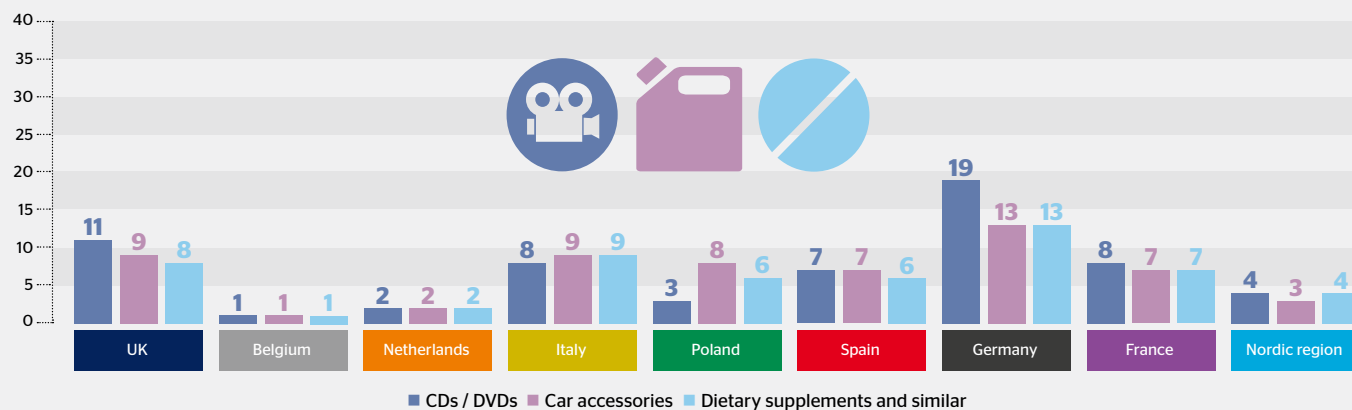 40
35
30
25
20
15
10
5
0
11 9 8
1 1 1
2 2 2
8 9 9
3 8 6
7 7 6
19 13 13
8 7 7
4 3 4
UK Belgium Netherlands Italy Poland Spain Germany France Nordic region
CDs / DVDs Car accessories Dietary supplements and similar